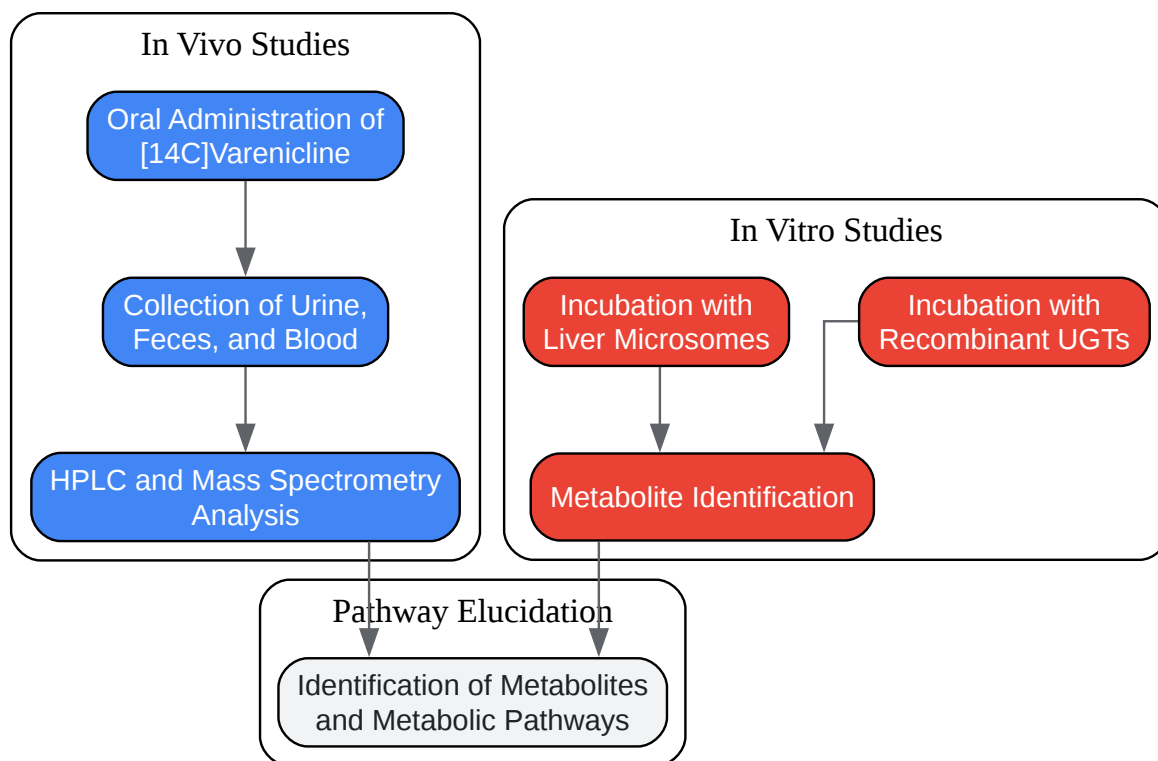 In Vivo Studies
Oral Administration of
[14C]Varenicline
Collection of Urine,
Feces, and Blood
HPLC and Mass Spectrometry
Analysis
In Vitro Studies
Incubation with
Liver Microsomes
Incubation with
Recombinant UGTs
Metabolite Identification
Pathway Elucidation
Identification of Metabolites
and Metabolic Pathways